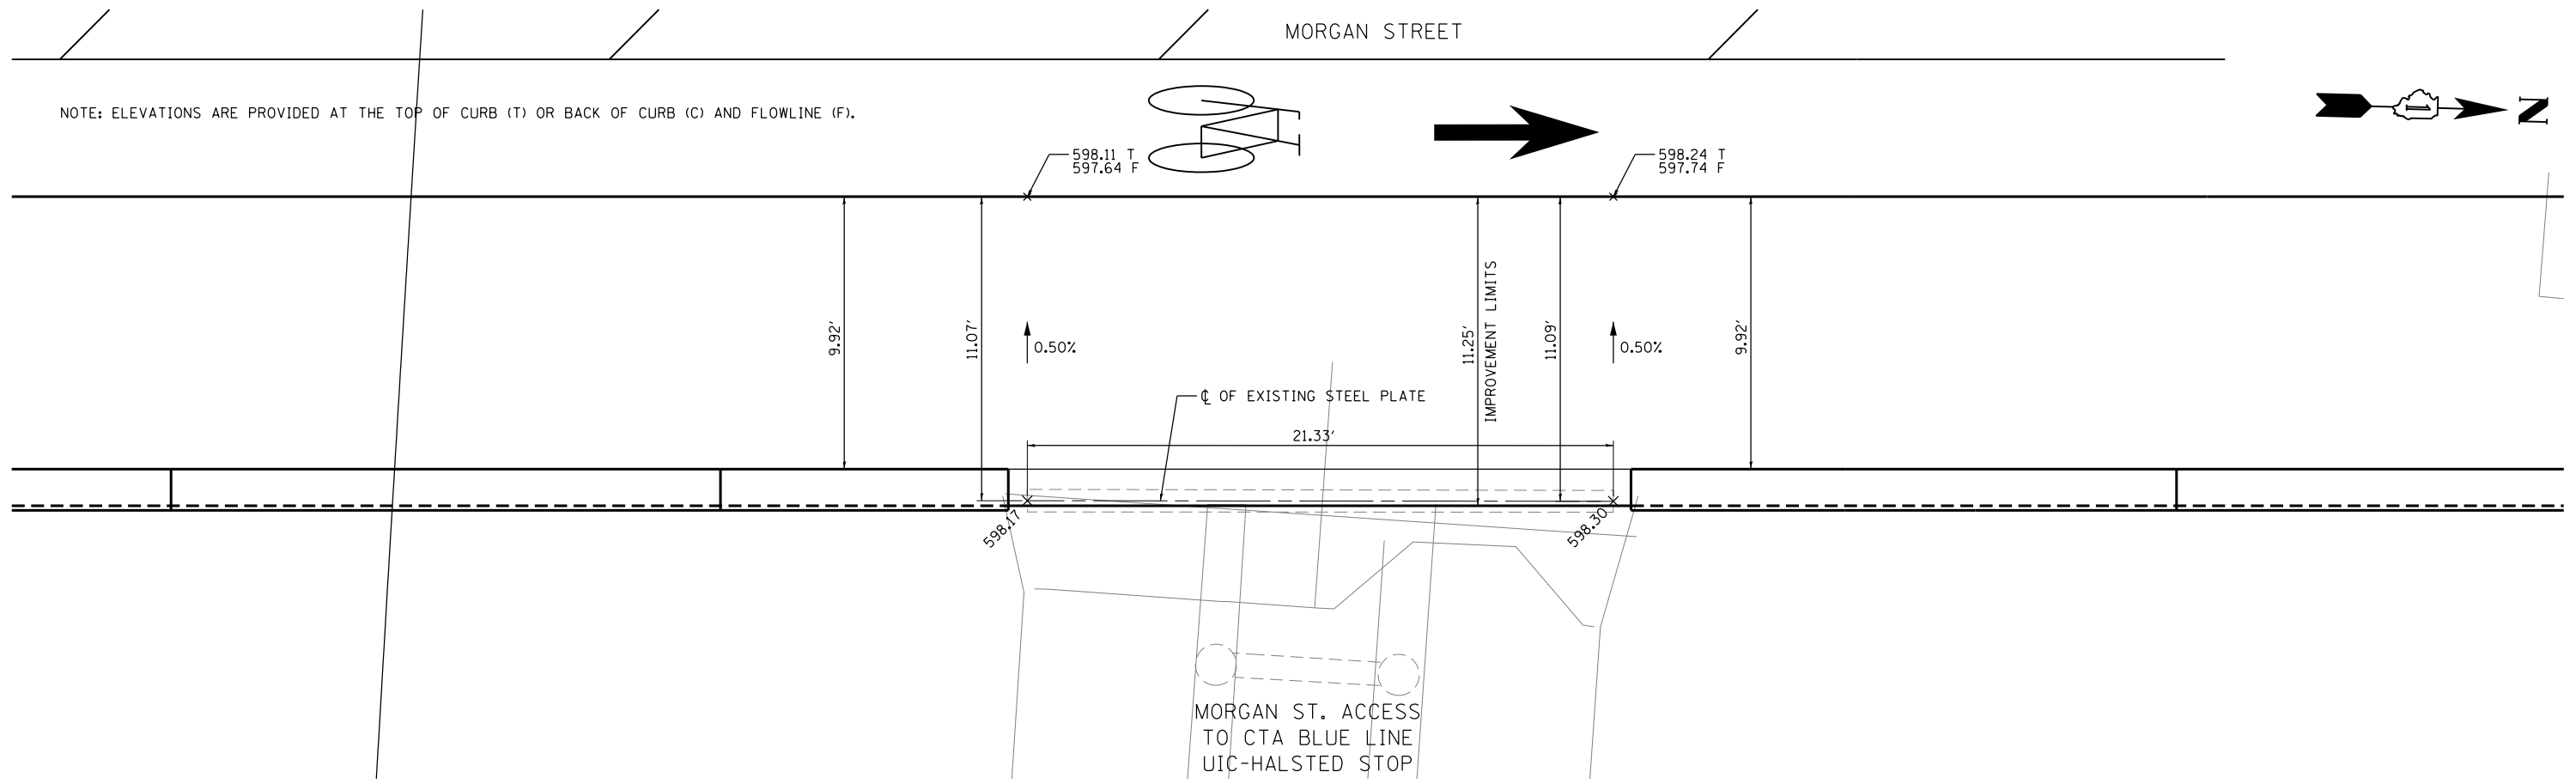 MORGAN STREET
NOTE: ELEVATIONS ARE PROVIDED AT THE TOP OF CURB (T) OR BACK OF CURB (C) AND FLOWLINE (F).
N
598.11 T
597.64 F
598.24 T
597.74 F
9.92'
11.07'
0.50%
11.25'
IMPROVEMENT LIMITS
11.09'
0.50%
9.92'
℄ OF EXISTING STEEL PLATE
21.33'
598.17
598.30
MORGAN ST. ACCESS
TO CTA BLUE LINE
UIC-HALSTED STOP